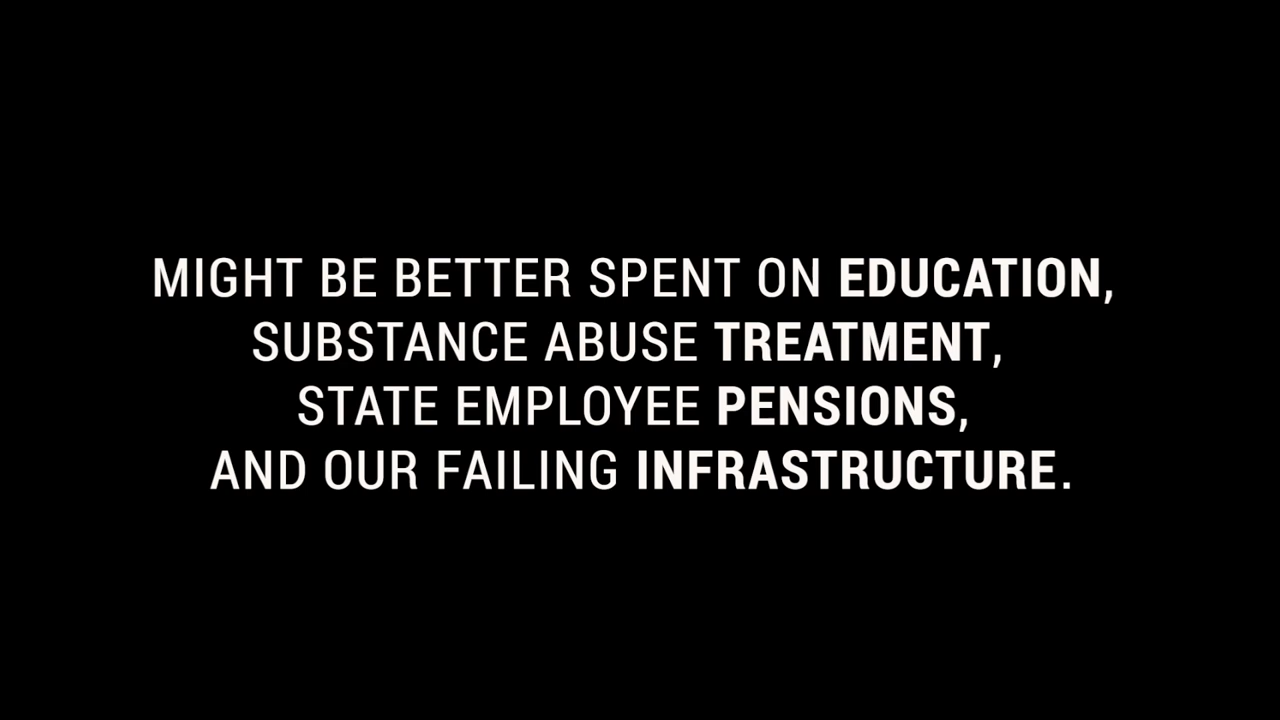 MIGHT BE BETTER SPENT ON EDUCATION,
SUBSTANCE ABUSE TREATMENT,
STATE EMPLOYEE PENSIONS,
AND OUR FAILING INFRASTRUCTURE.